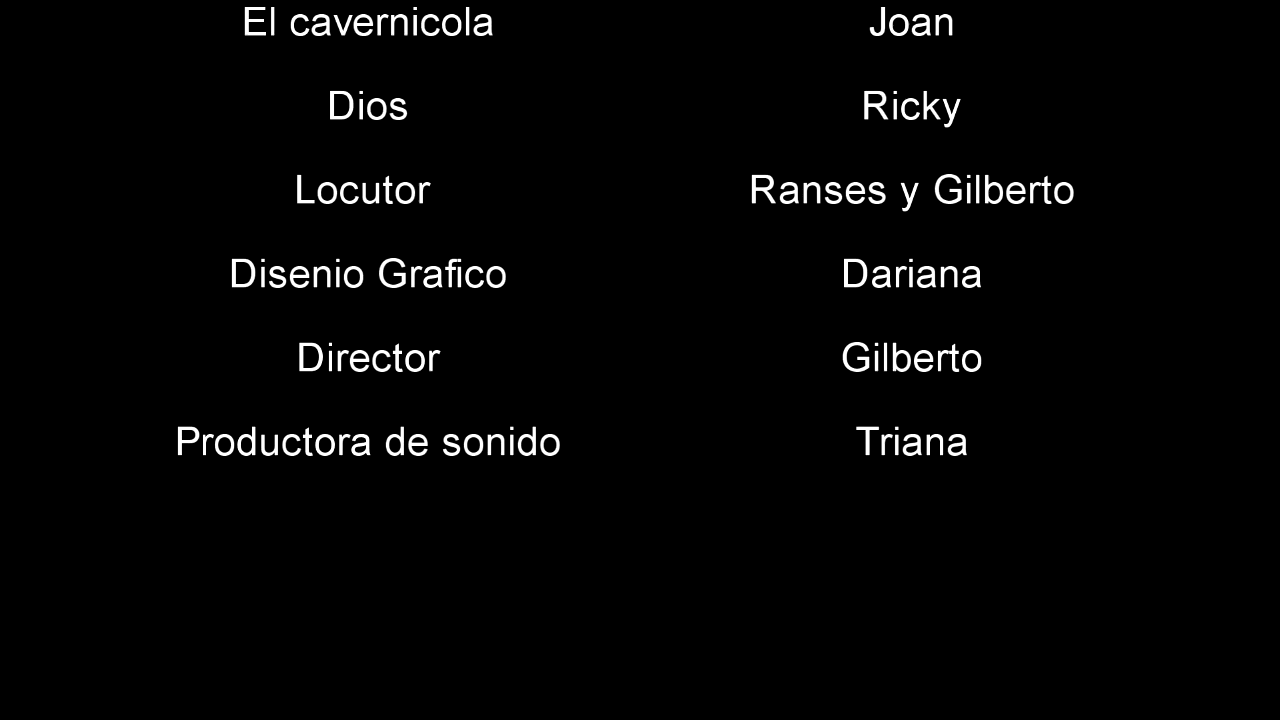 El cavernicola Joan
Dios Ricky
Locutor Ranses y Gilberto
Disenio Grafico Dariana
Director Gilberto
Productora de sonido Triana